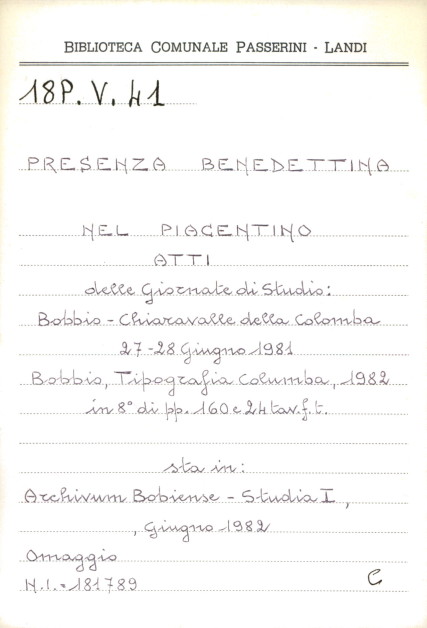 BIBLIOTECA COMUNALE PASSERINI - LANDI
18P. V. 41
PRESENZA BENEDETTINA
NEL PIACENTINO
ATTI
delle Giornate di Studio:
Bobbio - Chiaravalle della Colomba
27-28 Giugno 1981
Bobbio, Tipografia Columba, 1982
in 8° di pp. 160 e 24 tav. f. t.
sta in:
Archivum Bobiense - Studia I,
, Giugno 1982
Omaggio
N.I. = 181789
C